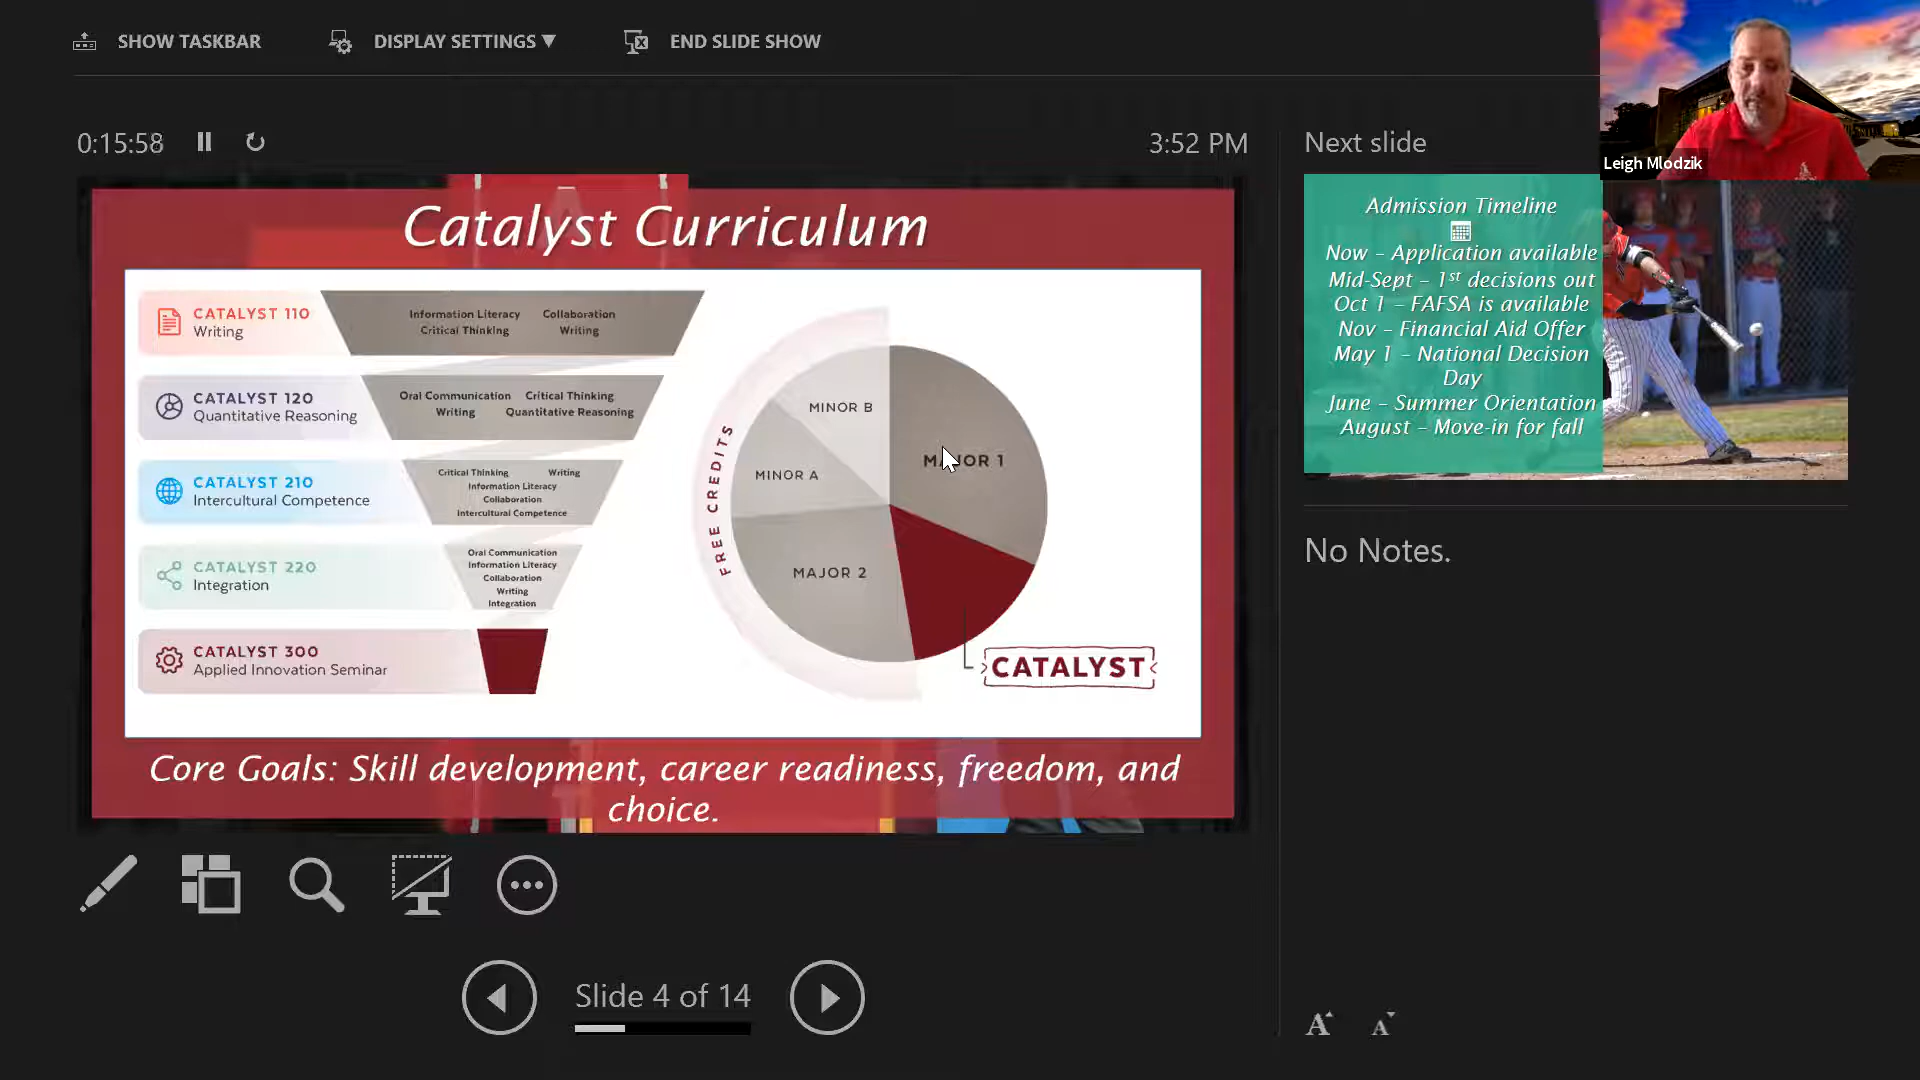 SHOW TASKBAR
DISPLAY SETTINGS ▼
END SLIDE SHOW
0:15:58
3:52 PM
Next slide
Leigh Mlodzik
Catalyst Curriculum
CATALYST 110
Writing
Information Literacy Collaboration
Critical Thinking Writing
CATALYST 120
Quantitative Reasoning
Oral Communication Critical Thinking
Writing Quantitative Reasoning
CATALYST 210
Intercultural Competence
Critical Thinking Writing
Information Literacy
Collaboration
Intercultural Competence
CATALYST 220
Integration
Oral Communication
Information Literacy
Collaboration
Writing
Integration
CATALYST 300
Applied Innovation Seminar
FREE CREDITS
MINOR B
MAJOR 1
MINOR A
MAJOR 2
CATALYST
Core Goals: Skill development, career readiness, freedom, and
choice.
Admission Timeline
Now – Application available
Mid-Sept – 1st decisions out
Oct 1 – FAFSA is available
Nov – Financial Aid Offer
May 1 – National Decision
Day
June – Summer Orientation
August – Move-in for fall
No Notes.
Slide 4 of 14
A A